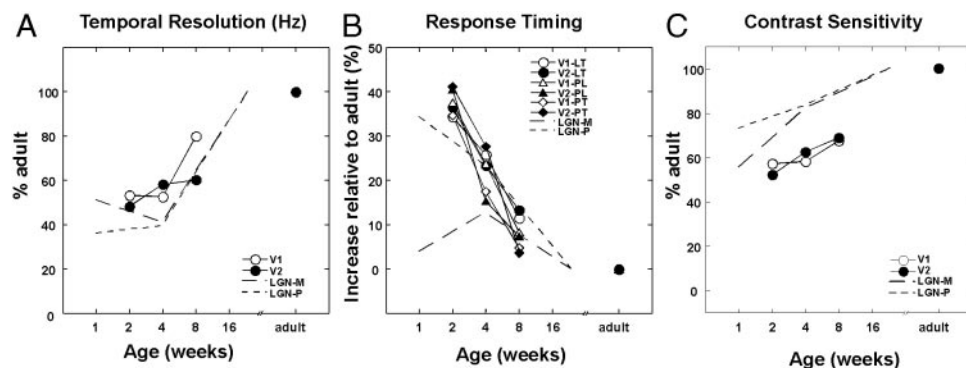 A
Temporal Resolution (Hz)
% adult
100
80
60
40
20
0
V1
V2
LGN-M
LGN-P
1 2 4 8 16 adult
Age (weeks)
B
Response Timing
Increase relative to adult (%)
50
40
30
20
10
0
V1-LT
V2-LT
V1-PL
V2-PL
V1-PT
V2-PT
LGN-M
LGN-P
1 2 4 8 16 adult
Age (weeks)
C
Contrast Sensitivity
% adult
100
80
60
40
20
0
V1
V2
LGN-M
LGN-P
1 2 4 8 16 adult
Age (weeks)